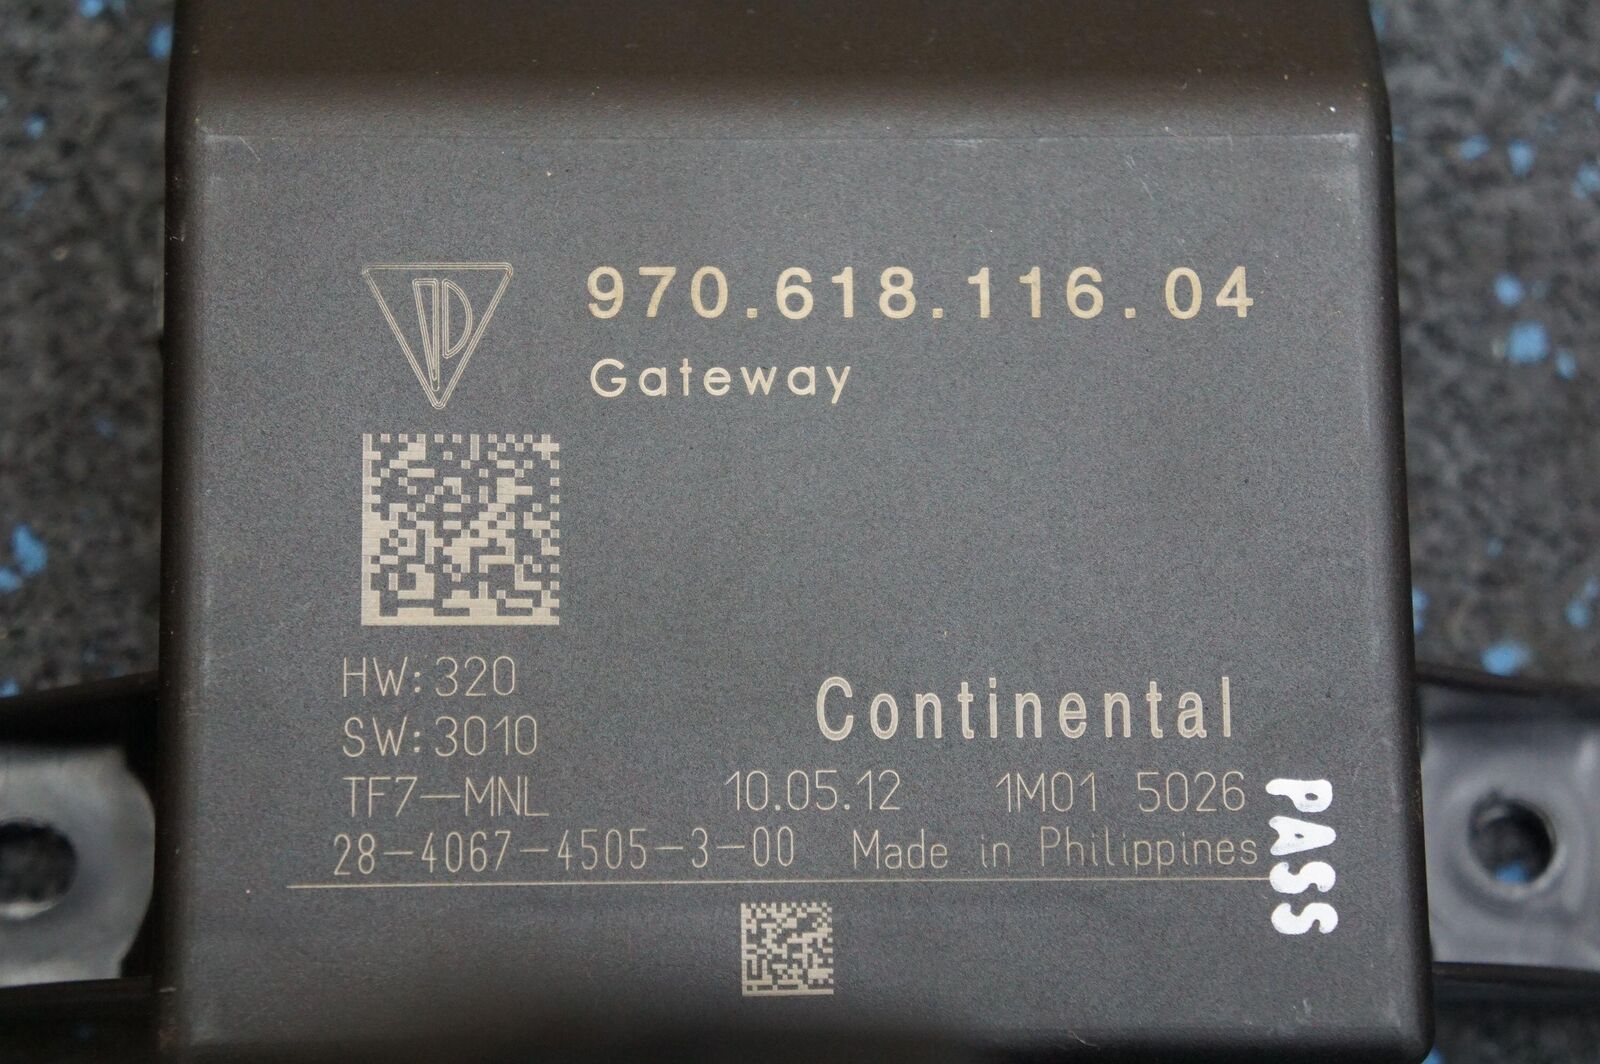 970.618.116.04
Gateway
HW:320
SW:3010
Continental
TF7-MNL 10.05.12 1M01 5026
28-4067-4505-3-00 Made in Philippines
PASS